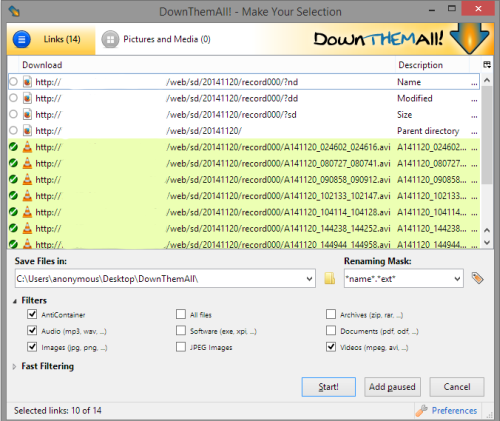 DownThemAll! - Make Your Selection
Links (14) Pictures and Media (0) DownTHEMAll!
Download Description
http:// /web/sd/20141120/record000/?nd Name ...
http:// /web/sd/20141120/record000/?dd Modified ...
http:// /web/sd/20141120/record000/?sd Size ...
http:// /web/sd/20141120/ Parent directory ...
http:// /web/sd/20141120/record000/A141120_024602_024616.avi A141120_024602... ...
http:// /web/sd/20141120/record000/A141120_080727_080741.avi A141120_080727... ...
http:// /web/sd/20141120/record000/A141120_090858_090912.avi A141120_090858... ...
http:// /web/sd/20141120/record000/A141120_102133_102147.avi A141120_102133... ...
http:// /web/sd/20141120/record000/A141120_104114_104128.avi A141120_104114... ...
http:// /web/sd/20141120/record000/A141120_144238_144252.avi A141120_144238... ...
http:// /web/sd/20141120/record000/A141120_144944_144958.avi A141120_144944... ...
Save Files in: Renaming Mask:
C:\Users\anonymous\Desktop\DownThemAll\ *name*.*ext*
Filters
AntiContainer All files Archives (zip, rar, ...)
Audio (mp3, wav, ...) Software (exe, xpi, ...) Documents (pdf, odf, ...)
Images (jpg, png, ...) JPEG Images Videos (mpeg, avi, ...)
Fast Filtering
Start! Add paused Cancel
Selected links: 10 of 14 Preferences